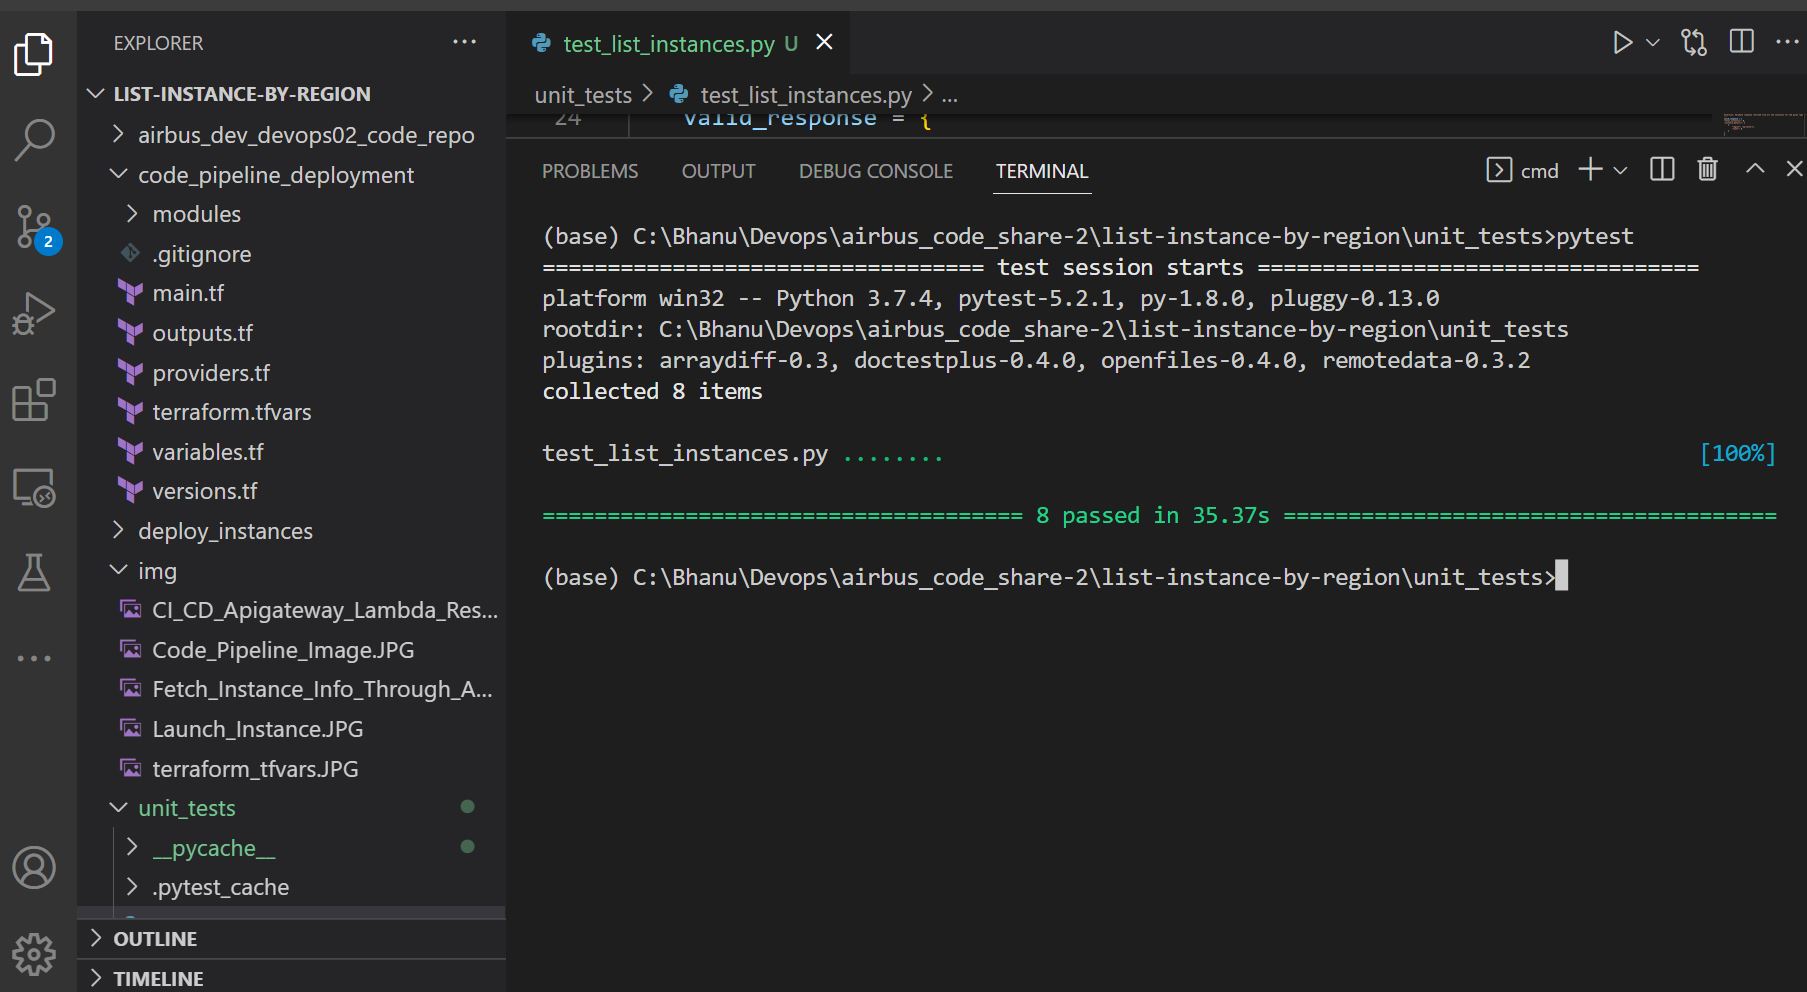 EXPLORER
LIST-INSTANCE-BY-REGION
airbus_dev_devops02_code_repo
code_pipeline_deployment
modules
.gitignore
main.tf
outputs.tf
providers.tf
terraform.tfvars
variables.tf
versions.tf
deploy_instances
img
CI_CD_Apigateway_Lambda_Res...
Code_Pipeline_Image.JPG
Fetch_Instance_Info_Through_A...
Launch_Instance.JPG
terraform_tfvars.JPG
unit_tests
__pycache__
.pytest_cache
OUTLINE
TIMELINE
2
test_list_instances.py U
unit_tests > test_list_instances.py > ...
24 valid_response = {
PROBLEMS OUTPUT DEBUG CONSOLE TERMINAL
cmd
(base) C:\Bhanu\Devops\airbus_code_share-2\list-instance-by-region\unit_tests>pytest
================================== test session starts ==================================
platform win32 -- Python 3.7.4, pytest-5.2.1, py-1.8.0, pluggy-0.13.0
rootdir: C:\Bhanu\Devops\airbus_code_share-2\list-instance-by-region\unit_tests
plugins: arraydiff-0.3, doctestplus-0.4.0, openfiles-0.4.0, remotedata-0.3.2
collected 8 items
test_list_instances.py ........ [100%]
===================================== 8 passed in 35.37s ======================================
(base) C:\Bhanu\Devops\airbus_code_share-2\list-instance-by-region\unit_tests>